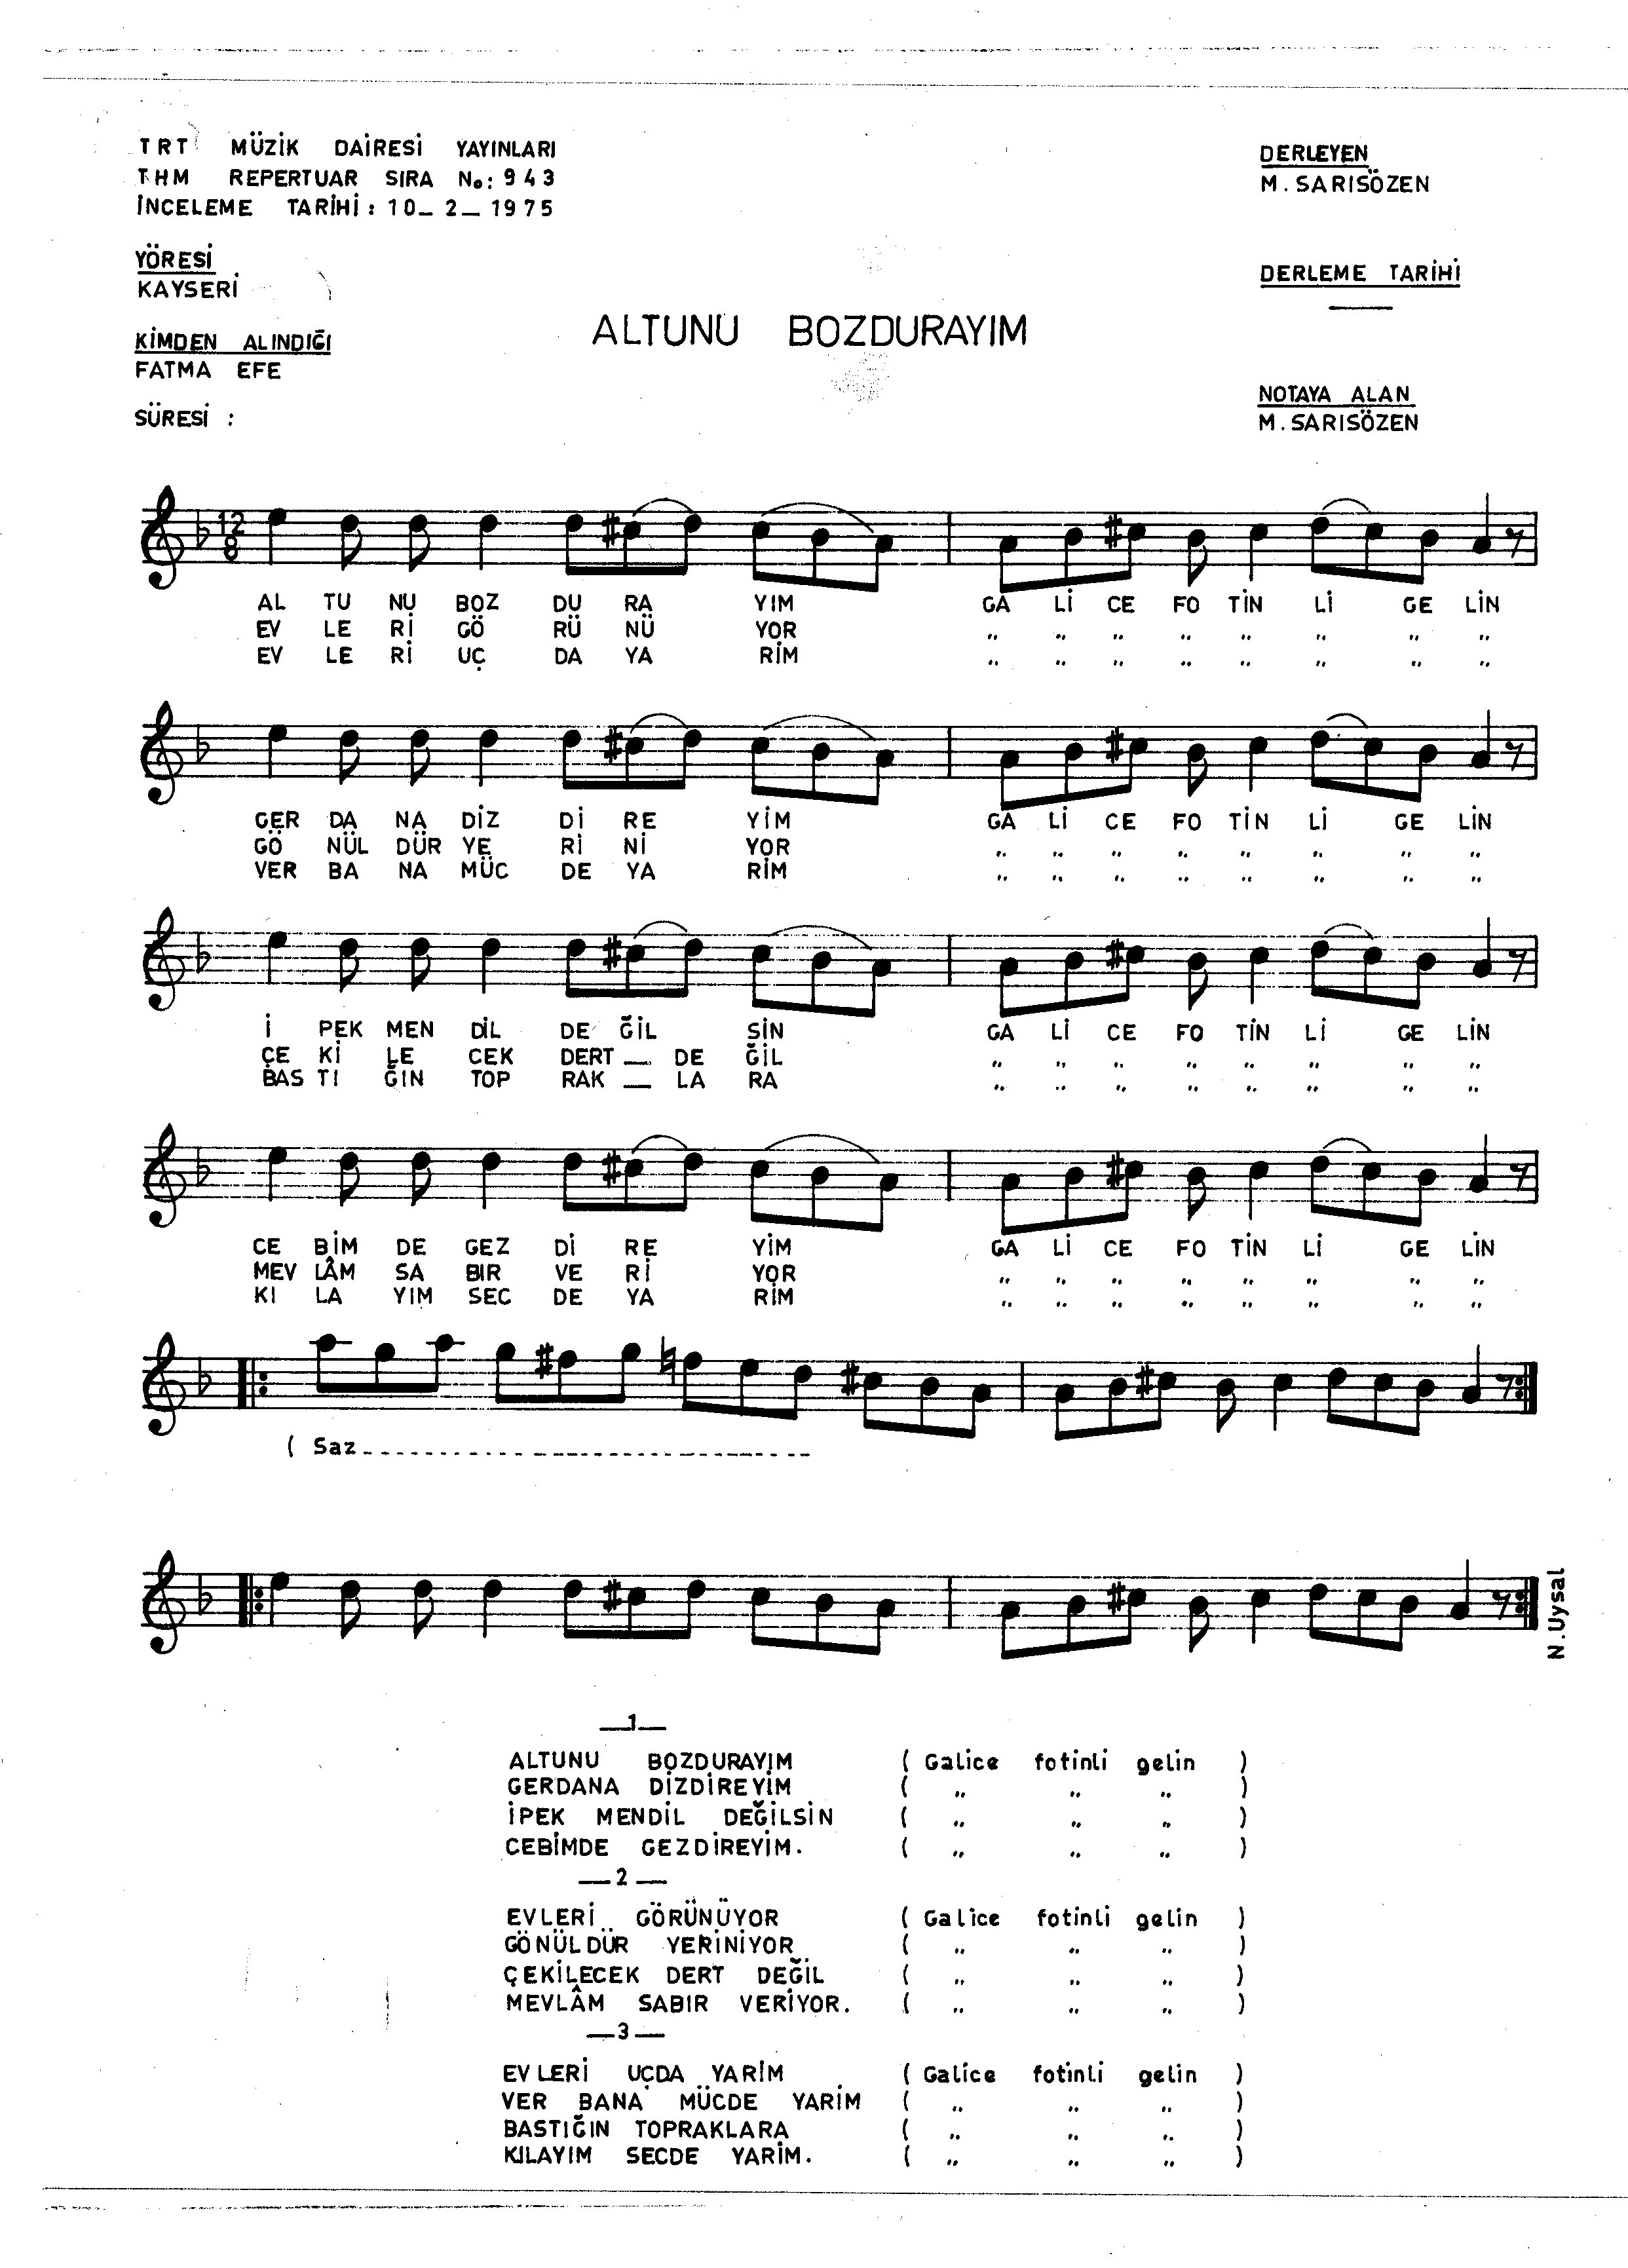 TRT MÜZİK DAİRESİ YAYINLARI
THM REPERTUAR SIRA No: 943
İNCELEME TARİHİ: 10_ 2_ 1975
DERLEYEN
M. SARISÖZEN
YÖRESİ
KAYSERİ
DERLEME TARİHİ
KİMDEN ALINDIĞI
FATMA EFE
ALTUNU BOZDURAYIM
SÜRESİ :
NOTAYA ALAN
M. SARISÖZEN
12
8
AL TU NU BOZ DU RA YIM GA Lİ CE FO TİN Lİ GE LİN
EV LE Rİ GÖ RÜ NÜ YOR " " " " " " " "
EV LE Rİ UÇ DA YA RİM " " " " " " " "
GER DA NA DİZ Dİ RE YİM GA Lİ CE FO TİN Lİ GE LİN
GÖ NÜL DÜR YE Rİ Nİ YOR " " " " " " " "
VER BA NA MÜC DE YA RİM " " " " " " " "
İ PEK MEN DİL DE ĞİL SİN GA Lİ CE FO TİN Lİ GE LİN
ÇE Kİ LE CEK DERT _ DE ĞİL " " " " " " " "
BAS TI ĞIN TOP RAK _ LA RA " " " " " " " "
CE BİM DE GEZ Dİ RE YİM GA Lİ CE FO TİN Lİ GE LİN
MEV LÂM SA BIR VE Rİ YOR " " " " " " " "
KI LA YIM SEC DE YA RİM " " " " " " " "
( Saz
N. Uysal
_1_
ALTUNU BOZDURAYIM ( Galice fotinli gelin )
GERDANA DİZDİREYİM ( " " " )
İPEK MENDİL DEĞİLSİN ( " " " )
CEBİMDE GEZDİREYİM. ( " " " )
_2_
EVLERİ GÖRÜNÜYOR ( Galice fotinli gelin )
GÖNÜLDÜR YERİNİYOR ( " " " )
ÇEKİLECEK DERT DEĞİL ( " " " )
MEVLÂM SABIR VERİYOR. ( " " " )
_3_
EVLERİ UÇDA YARİM ( Galice fotinli gelin )
VER BANA MÜCDE YARİM ( " " " )
BASTIĞIN TOPRAKLARA ( " " " )
KILAYIM SECDE YARİM. ( " " " )